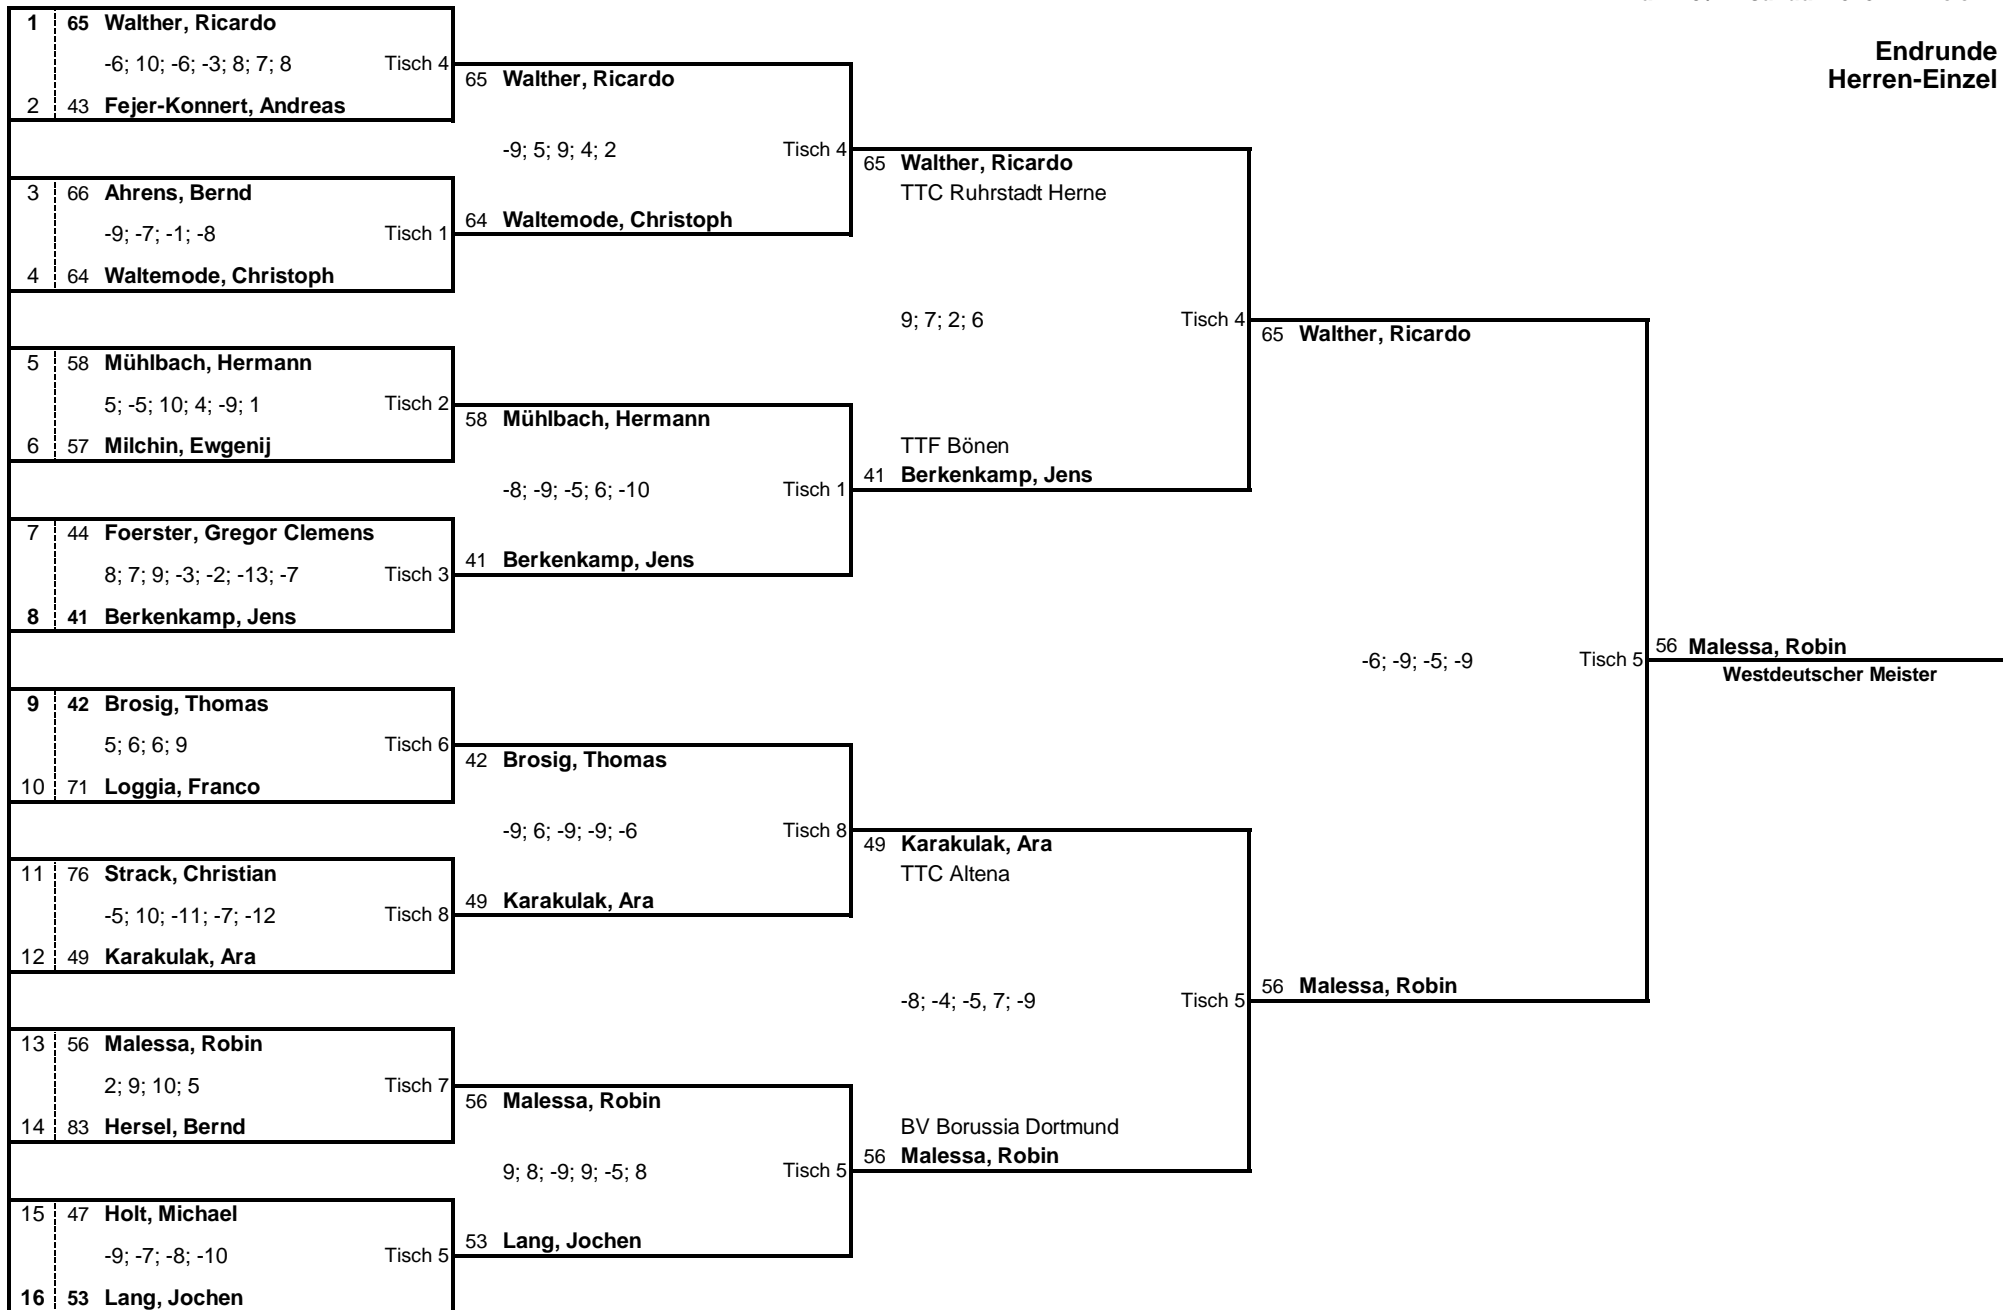 Endrunde
Herren-Einzel
1 65 Walther, Ricardo
-6; 10; -6; -3; 8; 7; 8 Tisch 4
2 43 Fejer-Konnert, Andreas
3 66 Ahrens, Bernd
-9; -7; -1; -8 Tisch 1
4 64 Waltemode, Christoph
5 58 Mühlbach, Hermann
5; -5; 10; 4; -9; 1 Tisch 2
6 57 Milchin, Ewgenij
7 44 Foerster, Gregor Clemens
8; 7; 9; -3; -2; -13; -7 Tisch 3
8 41 Berkenkamp, Jens
9 42 Brosig, Thomas
5; 6; 6; 9 Tisch 6
10 71 Loggia, Franco
11 76 Strack, Christian
-5; 10; -11; -7; -12 Tisch 8
12 49 Karakulak, Ara
13 56 Malessa, Robin
2; 9; 10; 5 Tisch 7
14 83 Hersel, Bernd
15 47 Holt, Michael
-9; -7; -8; -10 Tisch 5
16 53 Lang, Jochen
65 Walther, Ricardo
-9; 5; 9; 4; 2 Tisch 4
64 Waltemode, Christoph
58 Mühlbach, Hermann
-8; -9; -5; 6; -10 Tisch 1
41 Berkenkamp, Jens
42 Brosig, Thomas
-9; 6; -9; -9; -6 Tisch 8
49 Karakulak, Ara
56 Malessa, Robin
9; 8; -9; 9; -5; 8 Tisch 5
53 Lang, Jochen
65 Walther, Ricardo
TTC Ruhrstadt Herne
9; 7; 2; 6 Tisch 4
TTF Bönen
41 Berkenkamp, Jens
49 Karakulak, Ara
TTC Altena
-8; -4; -5, 7; -9 Tisch 5
BV Borussia Dortmund
56 Malessa, Robin
65 Walther, Ricardo
-6; -9; -5; -9 Tisch 5
56 Malessa, Robin
56 Malessa, Robin
Westdeutscher Meister